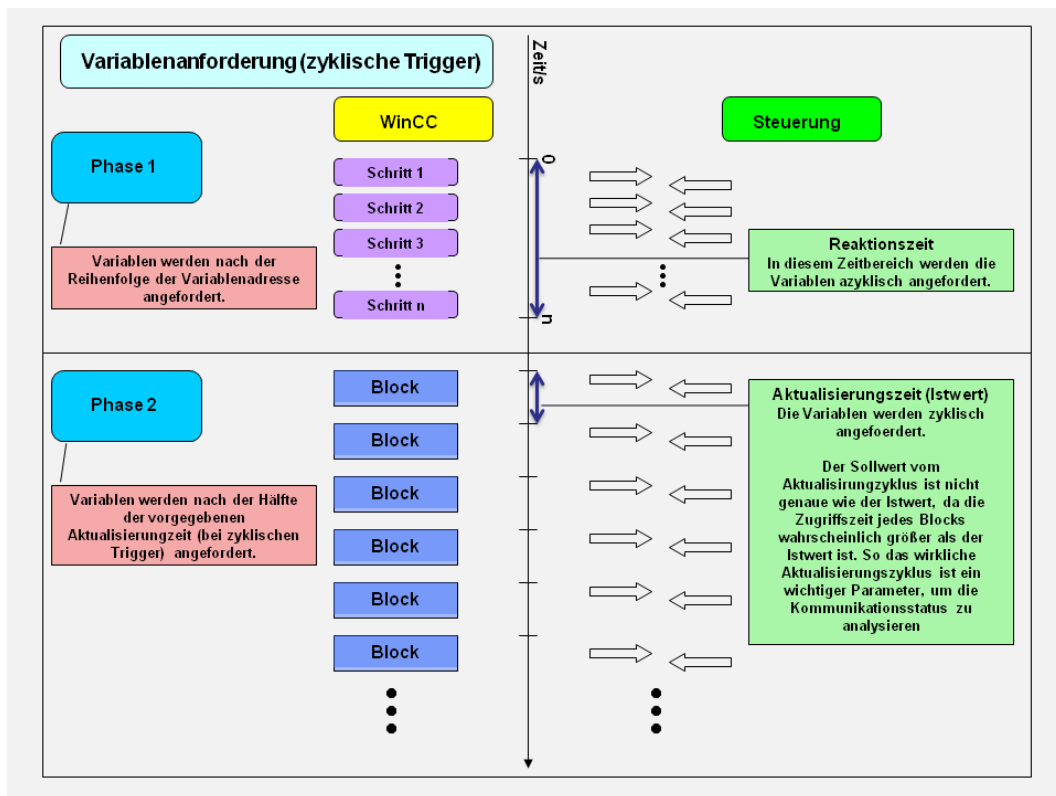 Variablenanforderung (zyklische Trigger)
Zeit/s
WinCC
Steuerung
Phase 1
0
Schritt 1
Schritt 2
Schritt 3
Schritt n
n
Variablen werden nach der
Reihenfolge der Variablenadresse
angefordert.
Reaktionszeit
In diesem Zeitbereich werden die
Variablen azyklisch angefordert.
Phase 2
Block
Block
Block
Block
Block
Block
Variablen werden nach der Hälfte
der vorgegebenen
Aktualisierungzeit (bei zyklischen
Trigger) angefordert.
Aktualisierungszeit (Istwert)
Die Variablen werden zyklisch
angefoerdert.
Der Sollwert vom
Aktualisirungzyklus ist nicht
genaue wie der Istwert, da die
Zugriffszeit jedes Blocks
wahrscheinlich größer als der
Istwert ist. So das wirkliche
Aktualisierungszyklus ist ein
wichtiger Parameter, um die
Kommunikationsstatus zu
analysieren